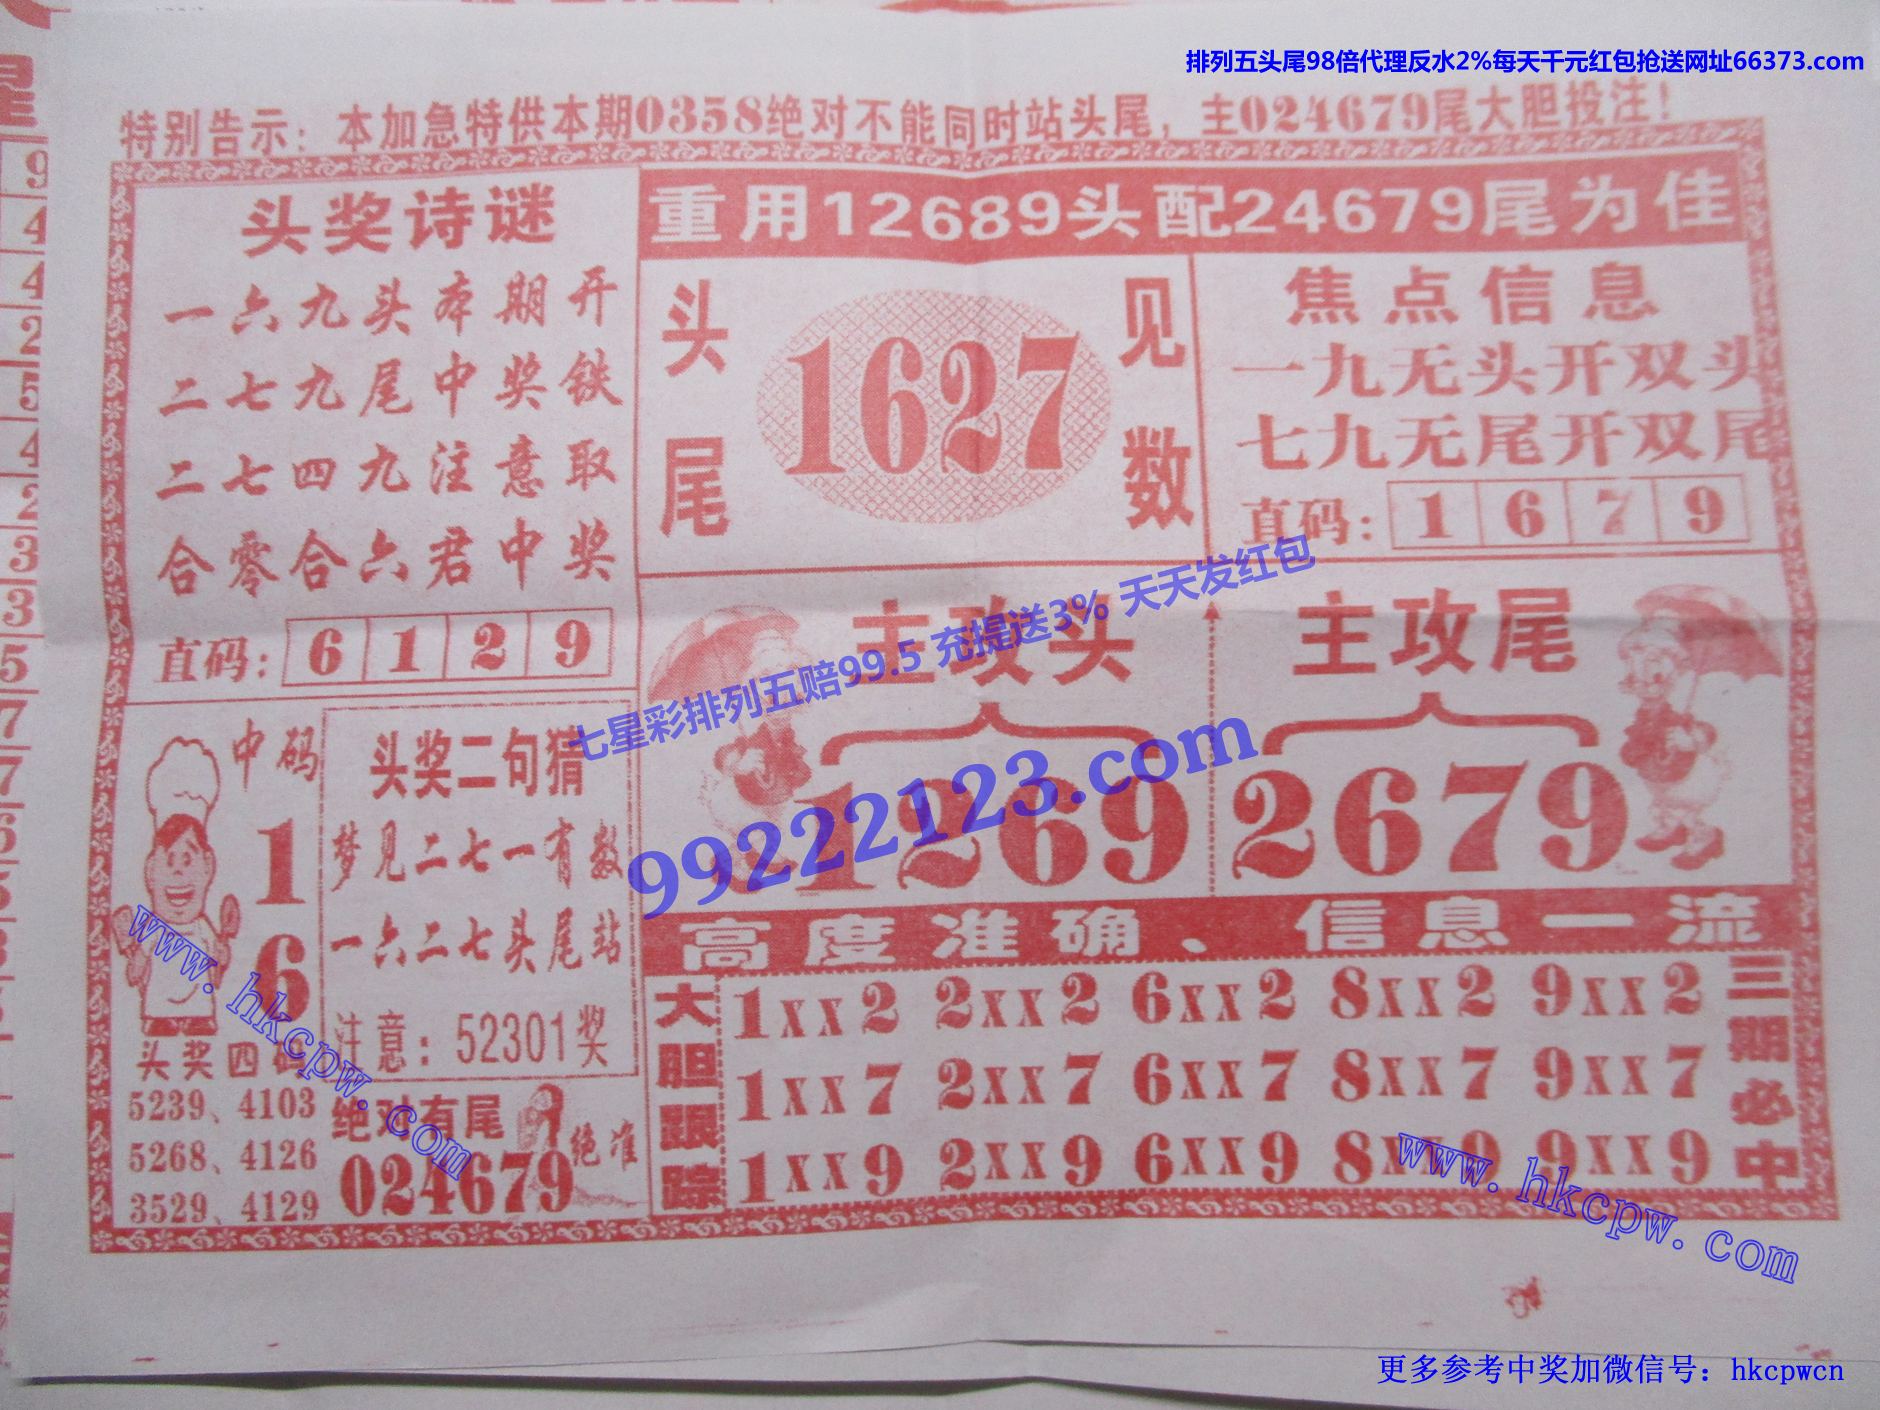 排列五头尾98倍代理反水2%每天千元红包抢送网址66373.com
特别告示：本加急特供本期0358绝对不能同时站头尾，主024679尾大胆投注！
头奖诗谜
一六九头本期开
二七九尾中奖铁
二七四九注意取
合零合六君中奖
直码：6 1 2 9
重用12689头配24679尾为佳
头尾
1627
见数
焦点信息
一九无头开双头
七九无尾开双尾
直码：1 6 7 9
主攻头
1269
主攻尾
2679
七星彩排列五赔99.5 充提送3% 天天发红包
99222123.com
中码
1
6
头奖四码
5239、4103
5268、4126
3529、4129
头奖二句猜
梦见二七一有数
一六二七头尾站
注意：52301奖
绝对有尾
024679
绝准
高度准确、信息一流
大胆跟踪
1xx2 2xx2 6xx2 8xx2 9xx2
1xx7 2xx7 6xx7 8xx7 9xx7
1xx9 2xx9 6xx9 8xx9 9xx9
三期必中
www.hkcpw.com
www.hkcpw.com
更多参考中奖加微信号：hkcpwcn